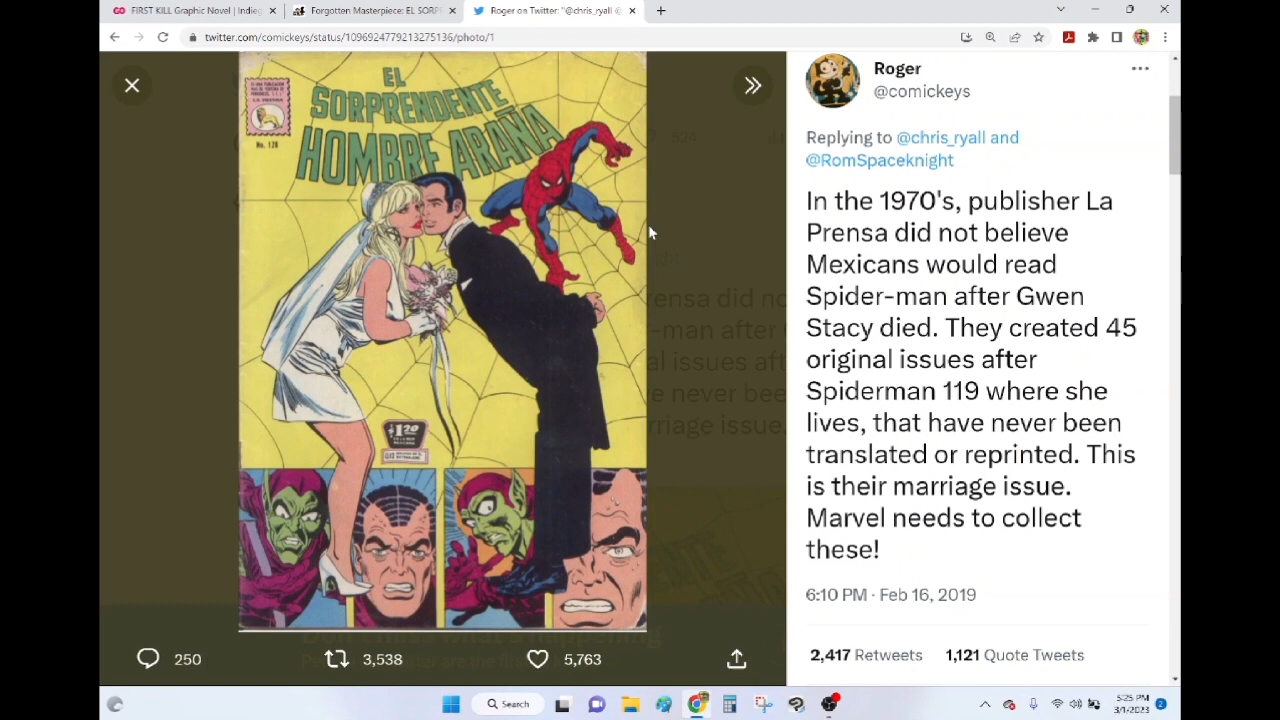 FIRST KILL Graphic Novel | Indieg
Forgotten Masterpiece: EL SORP
Roger on Twitter: "@chris_ryall @
twitter.com/comickeys/status/1096924779213275136/photo/1
EL
SORPRENDENTE
HOMBRE ARAÑA
LA PRENSA
No. 128
$1.20
Roger
@comickeys
Replying to @chris_ryall and
@RomSpaceknight
In the 1970's, publisher La
Prensa did not believe
Mexicans would read
Spider-man after Gwen
Stacy died. They created 45
original issues after
Spiderman 119 where she
lives, that have never been
translated or reprinted. This
is their marriage issue.
Marvel needs to collect
these!
6:10 PM · Feb 16, 2019
250
3,538
5,763
2,417 Retweets 1,121 Quote Tweets
Search
5:25 PM
3/1/2023
2